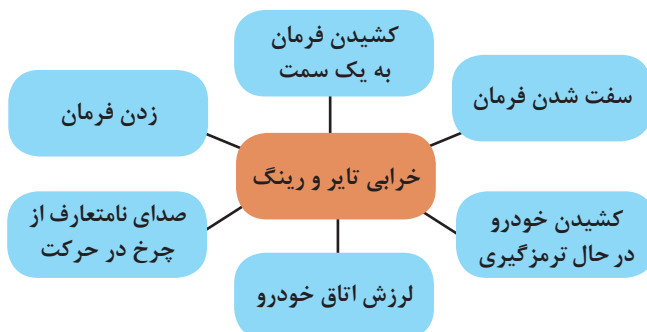 کشیدن فرمان
به یک سمت
سفت شدن فرمان
زدن فرمان
خرابی تایر و رینگ
کشیدن خودرو
در حال ترمزگیری
صدای نامتعارف از
چرخ در حرکت
لرزش اتاق خودرو